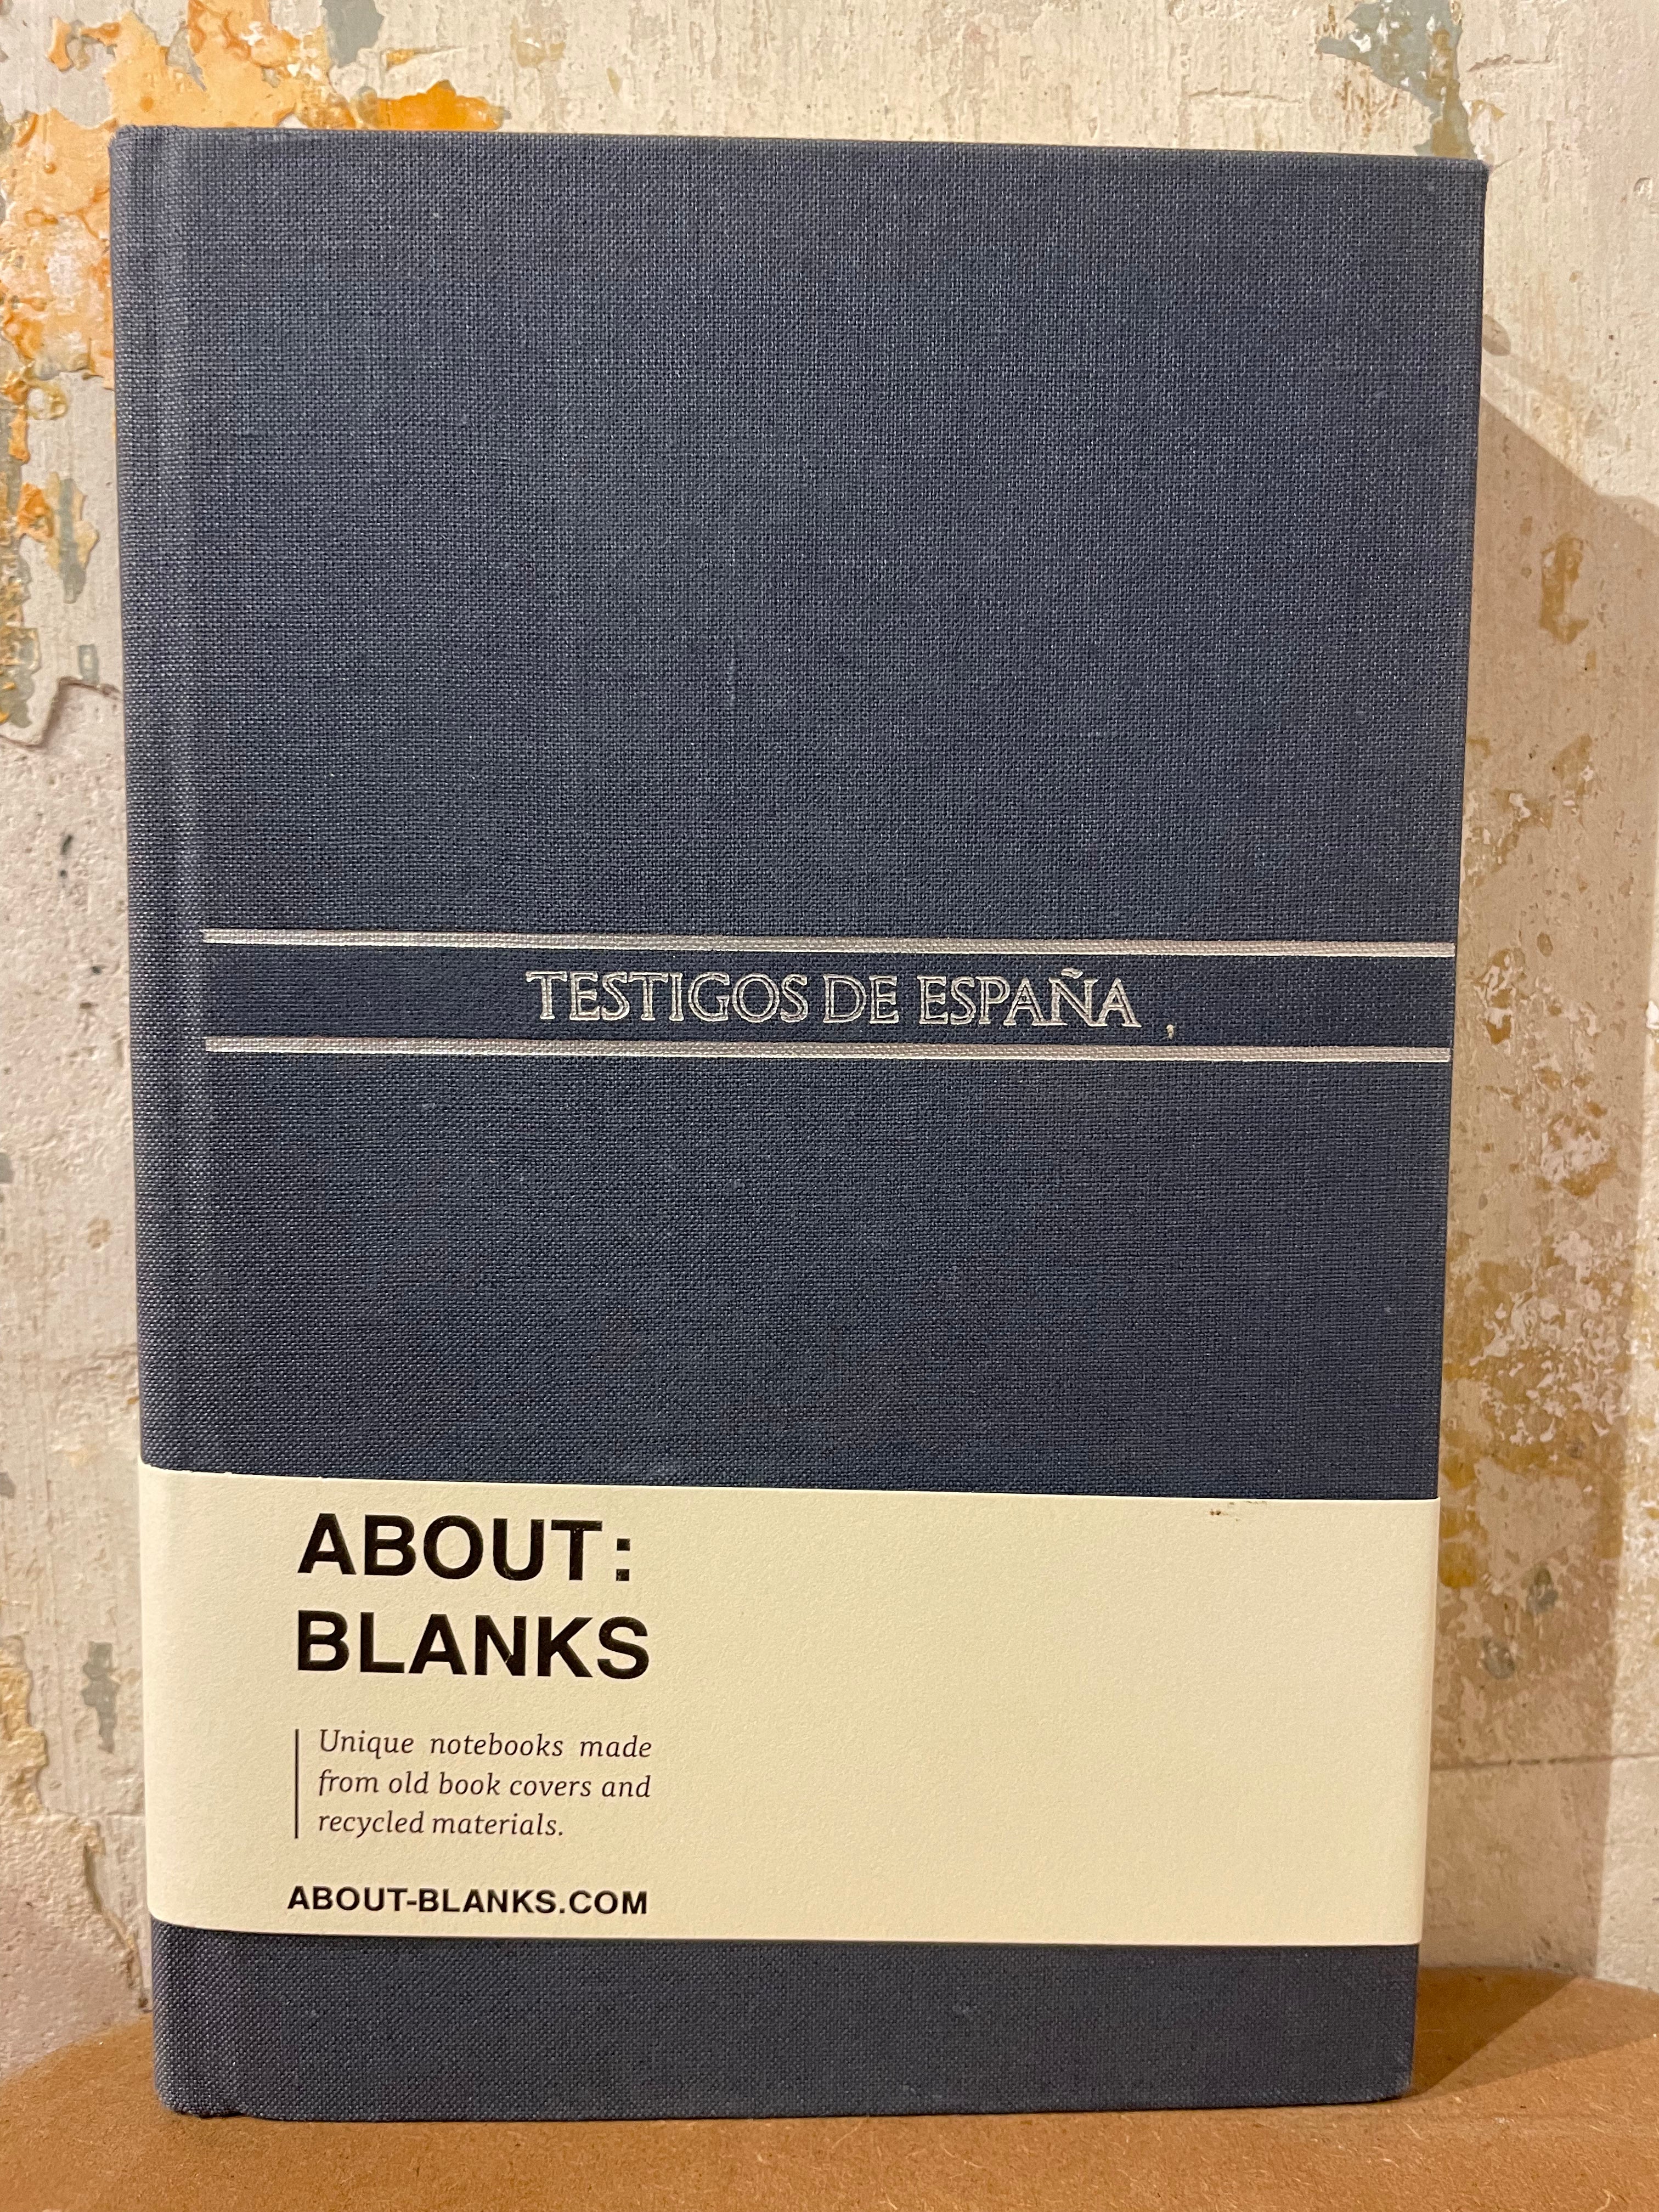 TESTIGOS DE ESPAÑA
ABOUT:
BLANKS
Unique notebooks made
from old book covers and
recycled materials.
ABOUT-BLANKS.COM